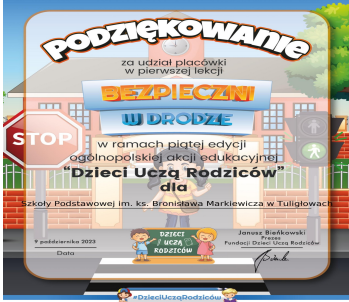 PODZIĘKOWANIE
za udział placówki
w pierwszej lekcji
BEZPIECZNI
W DRODZE
STOP
w ramach piątej edycji
ogólnopolskiej akcji edukacyjnej
"Dzieci Uczą Rodziców"
dla
Szkoły Podstawowej im. ks. Bronisława Markiewicza w Tuligłowach
9 października 2023
Data
DZIECI
UCZĄ
RODZICÓW
Janusz Bieńkowski
Prezes
Fundacji Dzieci Uczą Rodziców
#DzieciUcząRodziców